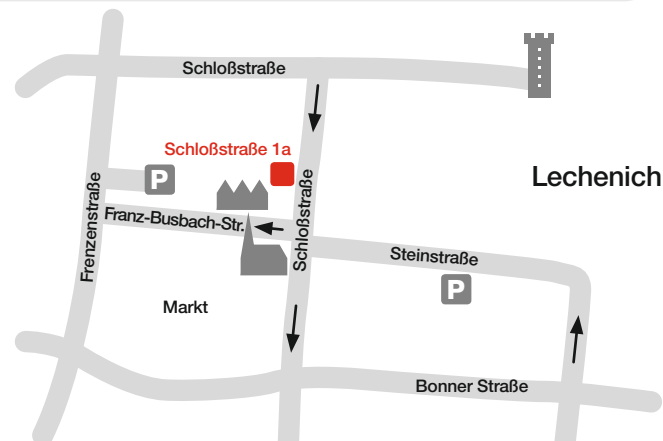 Schloßstraße
Schloßstraße 1a
P
Lechenich
Frenzenstraße
Franz-Busbach-Str.
Schloßstraße
Steinstraße
P
Markt
Bonner Straße